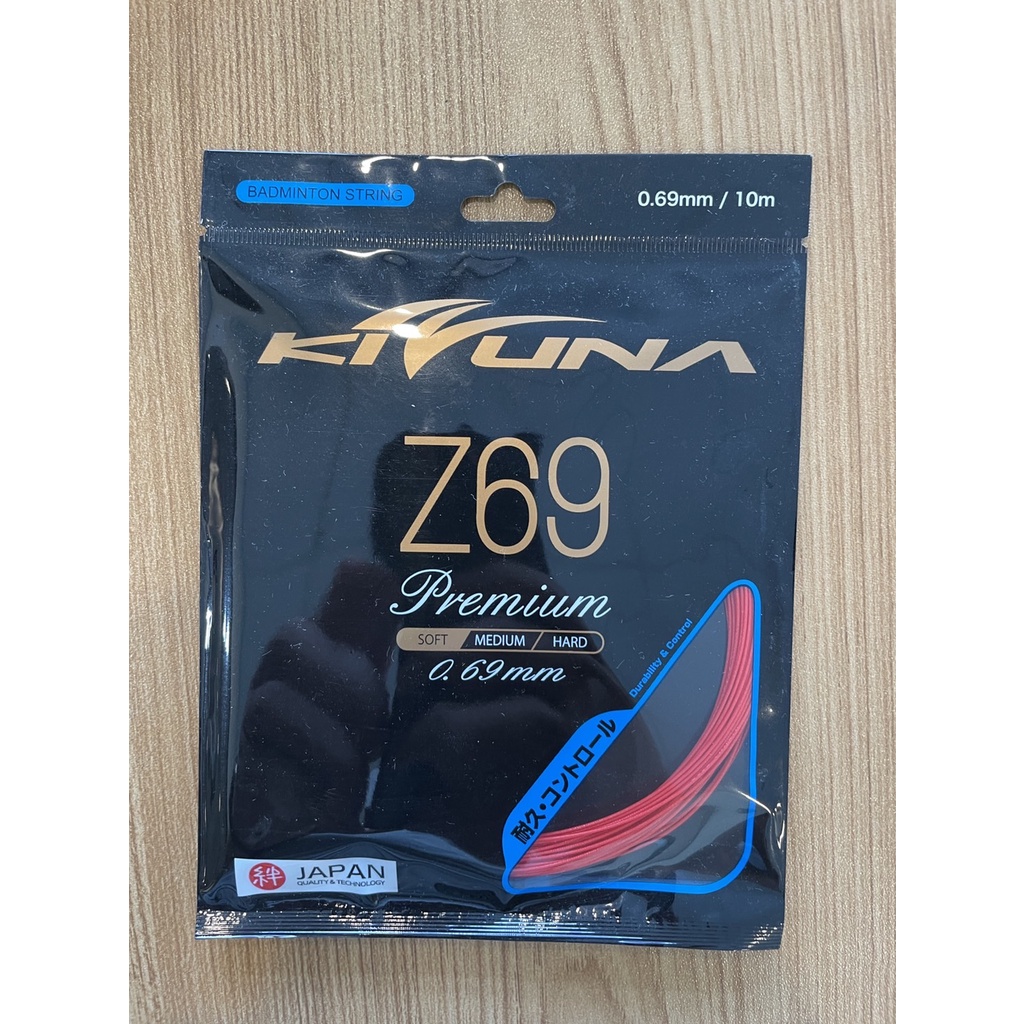 BADMINTON STRING
0.69mm / 10m
KIZUNA
Z69
Premium
SOFT / MEDIUM / HARD
0.69mm
Durability & Control
耐久・コントロール
絆 JAPAN
QUALITY & TECHNOLOGY